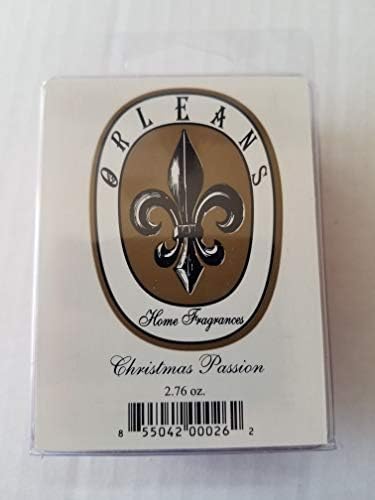 ORLEANS
Home Fragrances
Christmas Passion
2.76 oz.
8 55042 00026 2